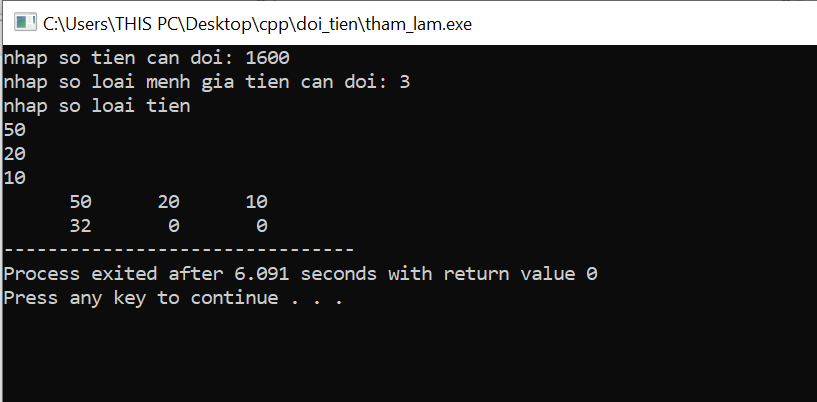 C:\Users\THIS PC\Desktop\cpp\doi_tien\tham_lam.exe
nhap so tien can doi: 1600
nhap so loai menh gia tien can doi: 3
nhap so loai tien
50
20
10
50 20 10
32 0 0
--------------------------------
Process exited after 6.091 seconds with return value 0
Press any key to continue . . .